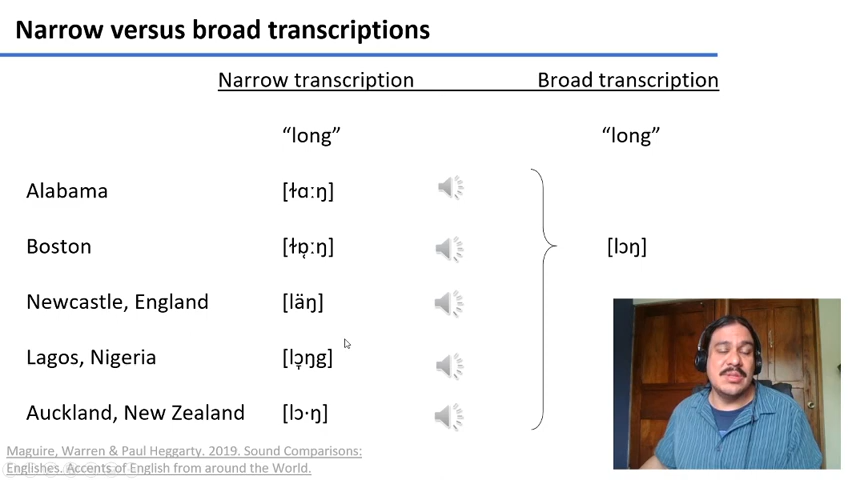 Narrow versus broad transcriptions
Narrow transcription Broad transcription
“long” “long”
Alabama [ɫɑːŋ]
Boston [ɫɒ̜ːŋ] [lɔŋ]
Newcastle, England [läŋ]
Lagos, Nigeria [lɔ̞ŋg]
Auckland, New Zealand [lɔ·ŋ]
Maguire, Warren & Paul Heggarty. 2019. Sound Comparisons:
Englishes. Accents of English from around the World.